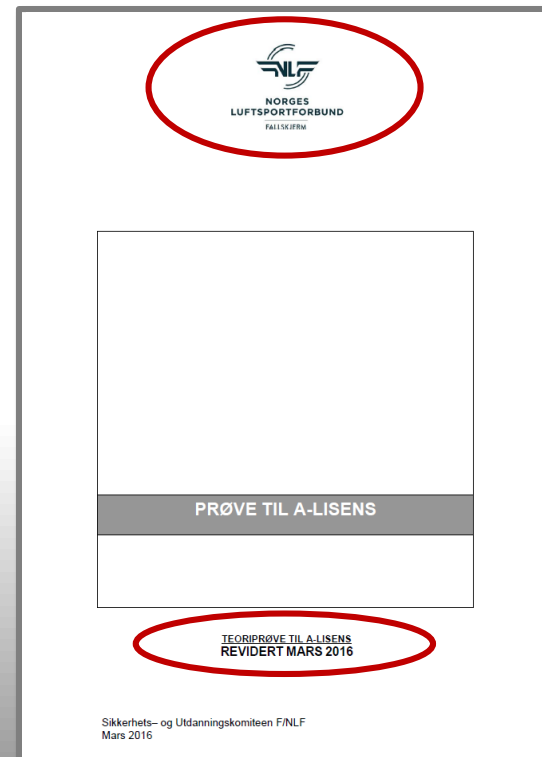 NLF
NORGES
LUFTSPORTFORBUND
FALLSKJERM
PRØVE TIL A-LISENS
TEORIPRØVE TIL A-LISENS
REVIDERT MARS 2016
Sikkerhets– og Utdanningskomiteen F/NLF
Mars 2016